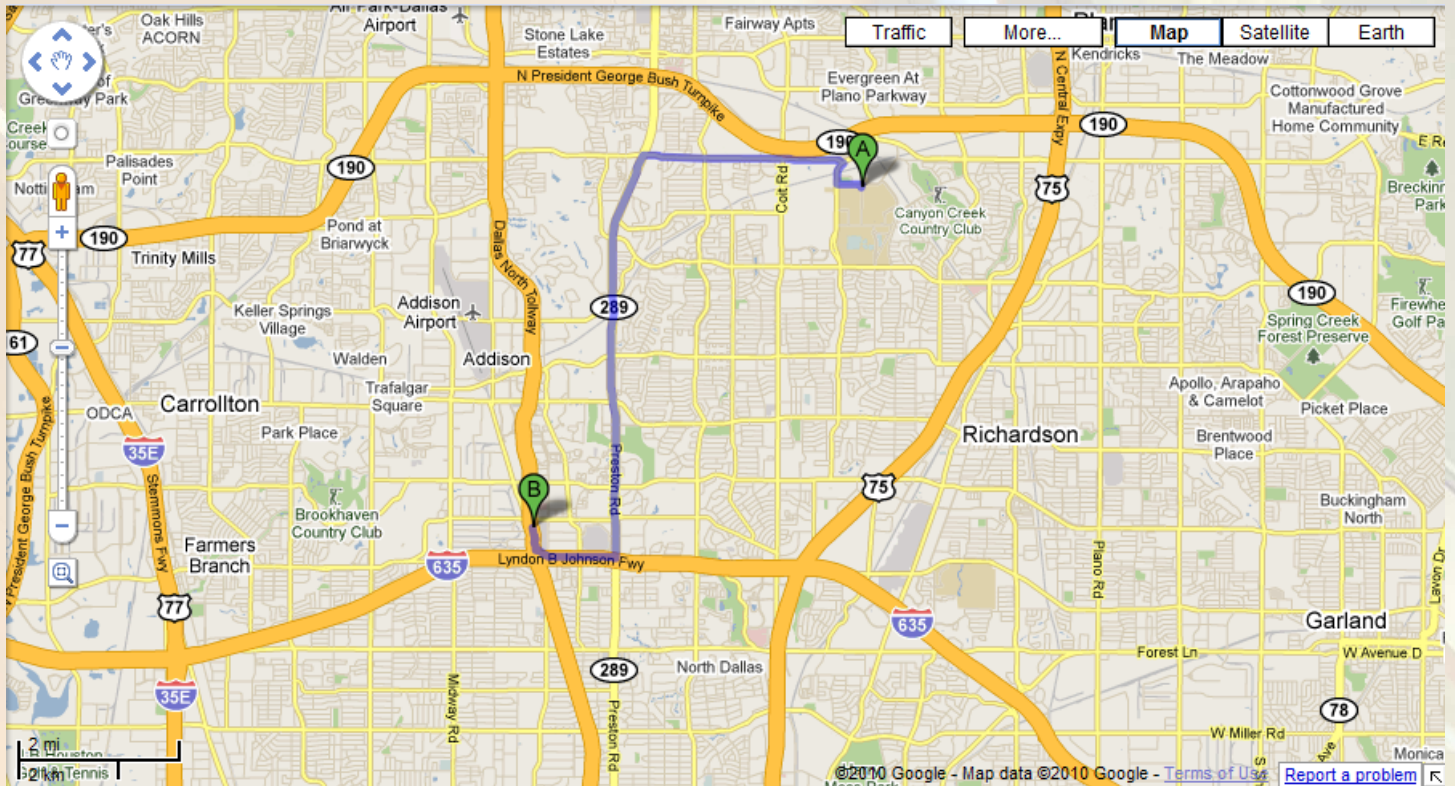 Oak Hills
ACORN
Air Park-Dallas
Airport
Stone Lake
Estates
Fairway Apts
Traffic
More...
Map
Satellite
Earth
Kendricks
The Meadow
N President George Bush Turnpike
Evergreen At
Plano Parkway
N Central Expy
Cottonwood Grove
Manufactured
Home Community
190
190
Palisades
Point
190
A
75
Coit Rd
Canyon Creek
Country Club
Park
190
77
Trinity Mills
Pond at
Briarwyck
Dallas North Tollway
Keller Springs
Village
Addison
Airport
289
190
Spring Creek
Forest Preserve
61
Walden
Addison
Trafalgar
Square
Apollo, Arapaho
& Camelot
Picket Place
ODCA
Carrollton
Park Place
Richardson
Brentwood
Place
35E
President George Bush Turnpike
Stemmons Fwy
Preston Rd
B
75
Brookhaven
Country Club
Buckingham
North
Farmers
Branch
635
Lyndon B Johnson Fwy
Plano Rd
Lavon Dr
77
635
Garland
Forest Ln
W Avenue D
289
North Dallas
35E
Midway Rd
Preston Rd
78
W Miller Rd
2 mi
2 km
©2010 Google - Map data ©2010 Google - Terms of Use
Report a problem